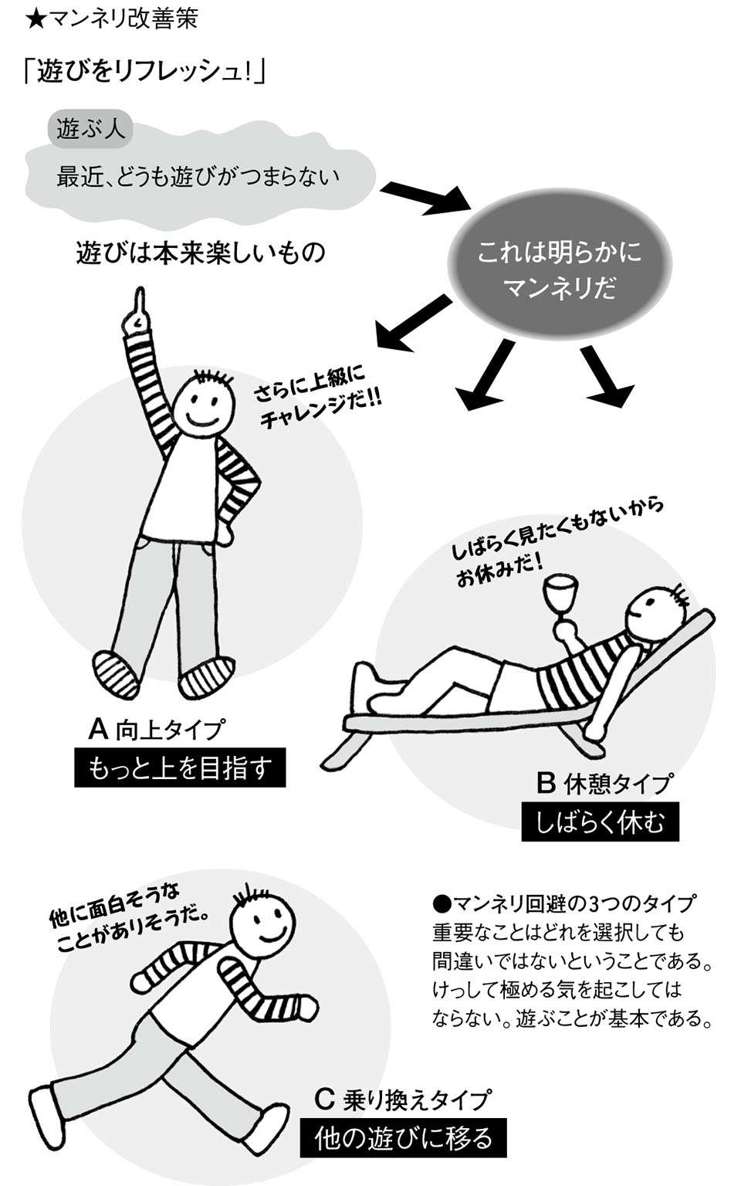 ★マンネリ改善策
「遊びをリフレッシュ!」
遊ぶ人
最近、どうも遊びがつまらない
遊びは本来楽しいもの
これは明らかに
マンネリだ
さらに上級に
チャレンジだ!!
しばらく見たくもないから
お休みだ!
A 向上タイプ
もっと上を目指す
B 休憩タイプ
しばらく休む
他に面白そうな
ことがありそうだ。
●マンネリ回避の3つのタイプ
重要なことはどれを選択しても
間違いではないということである。
けっして極める気を起こしては
ならない。遊ぶことが基本である。
C 乗り換えタイプ
他の遊びに移る